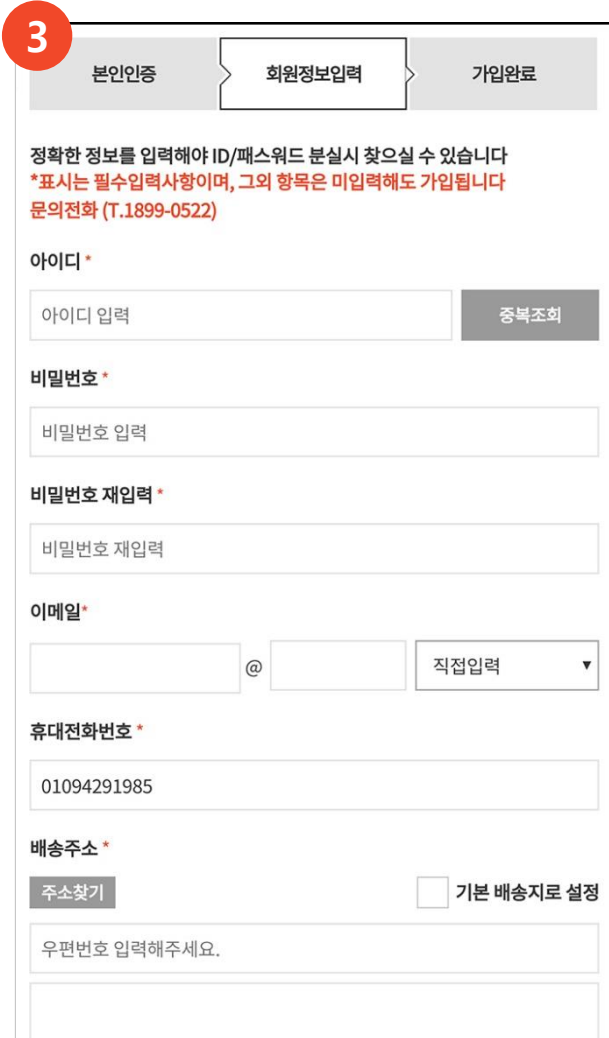 3
본인인증 회원정보입력 가입완료
정확한 정보를 입력해야 ID/패스워드 분실시 찾으실 수 있습니다
*표시는 필수입력사항이며, 그외 항목은 미입력해도 가입됩니다
문의전화 (T.1899-0522)
아이디 *
아이디 입력 중복조회
비밀번호 *
비밀번호 입력
비밀번호 재입력 *
비밀번호 재입력
이메일*
@ 직접입력 ▼
휴대전화번호 *
01094291985
배송주소 *
주소찾기 기본 배송지로 설정
우편번호 입력해주세요.